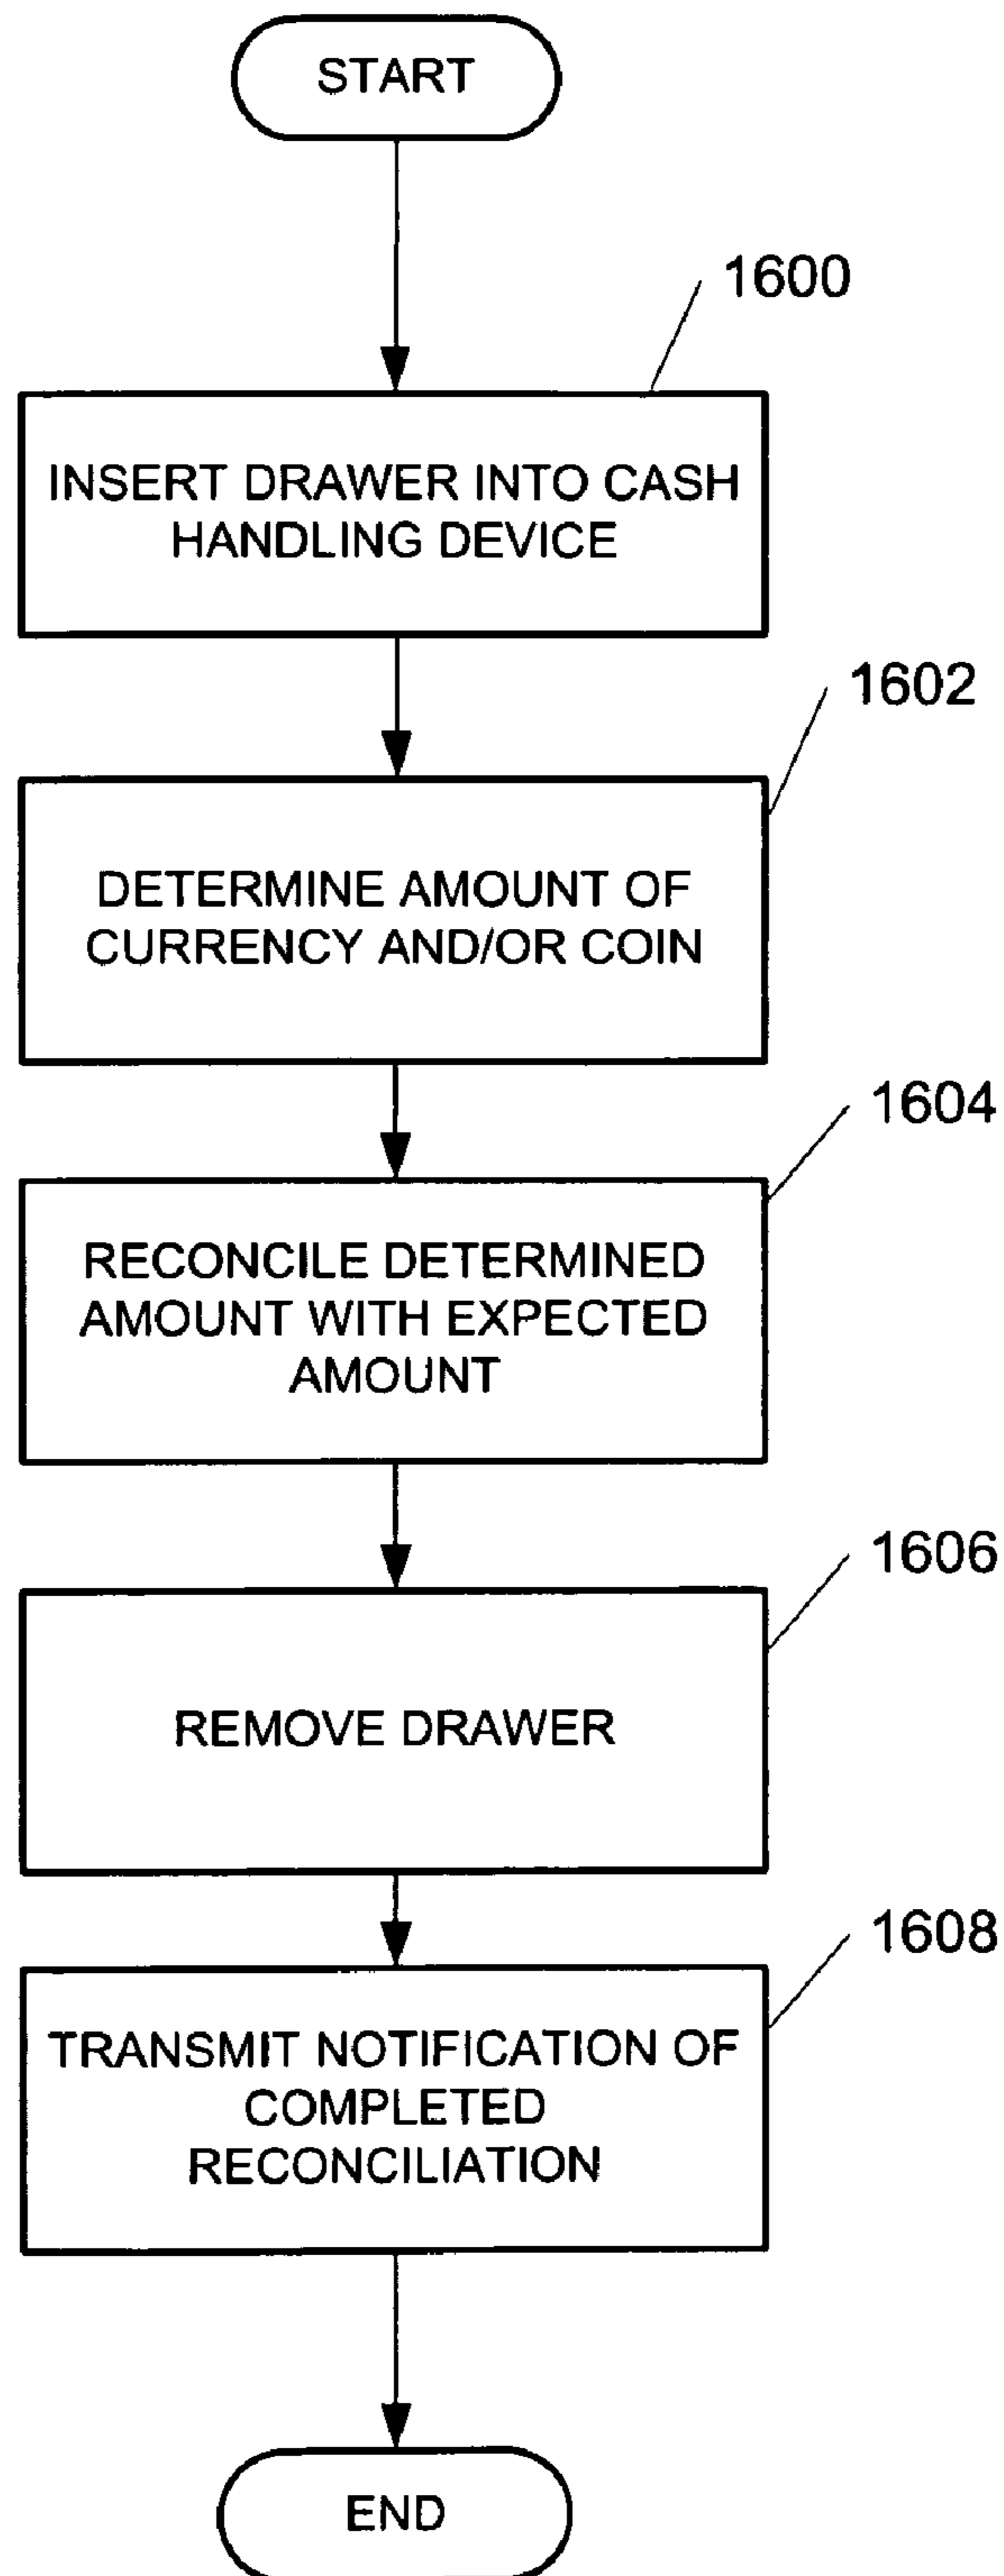 START
1600
INSERT DRAWER INTO CASH
HANDLING DEVICE
1602
DETERMINE AMOUNT OF
CURRENCY AND/OR COIN
1604
RECONCILE DETERMINED
AMOUNT WITH EXPECTED
AMOUNT
1606
REMOVE DRAWER
1608
TRANSMIT NOTIFICATION OF
COMPLETED
RECONCILIATION
END